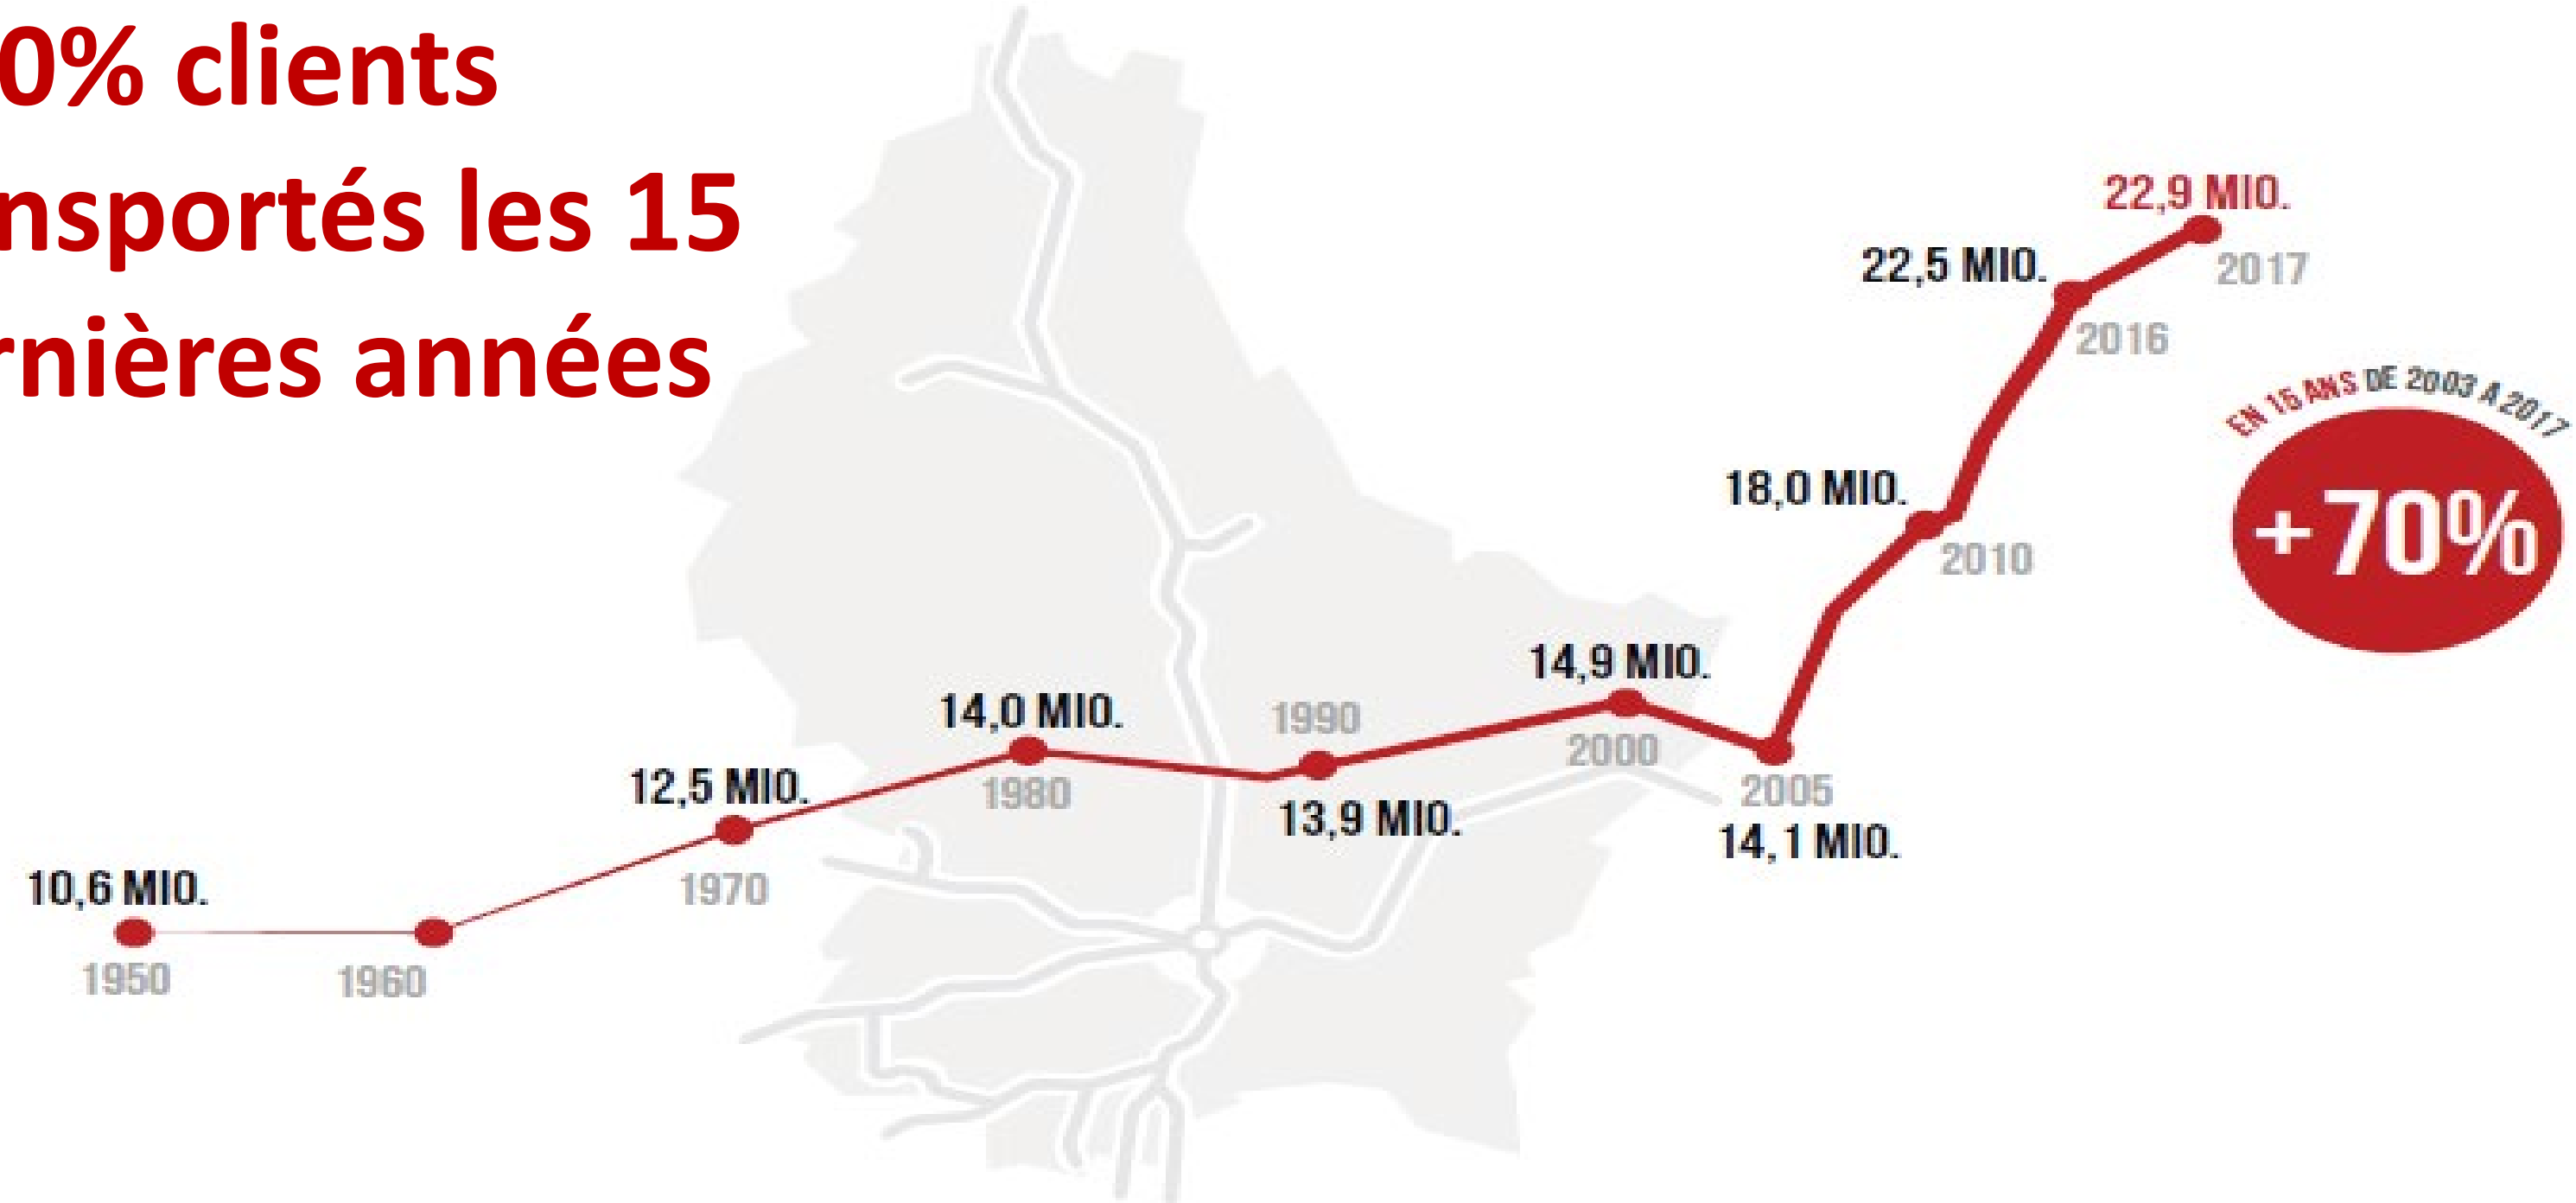 0% clients
nsportés les 15
rnières années
22,9 MIO.
2017
22,5 MIO.
2016
EN 15 ANS DE 2003 A 2017
+70%
18,0 MIO.
2010
14,9 MIO.
2000
14,0 MIO.
1980
1990
13,9 MIO.
2005
14,1 MIO.
12,5 MIO.
1970
10,6 MIO.
1950
1960